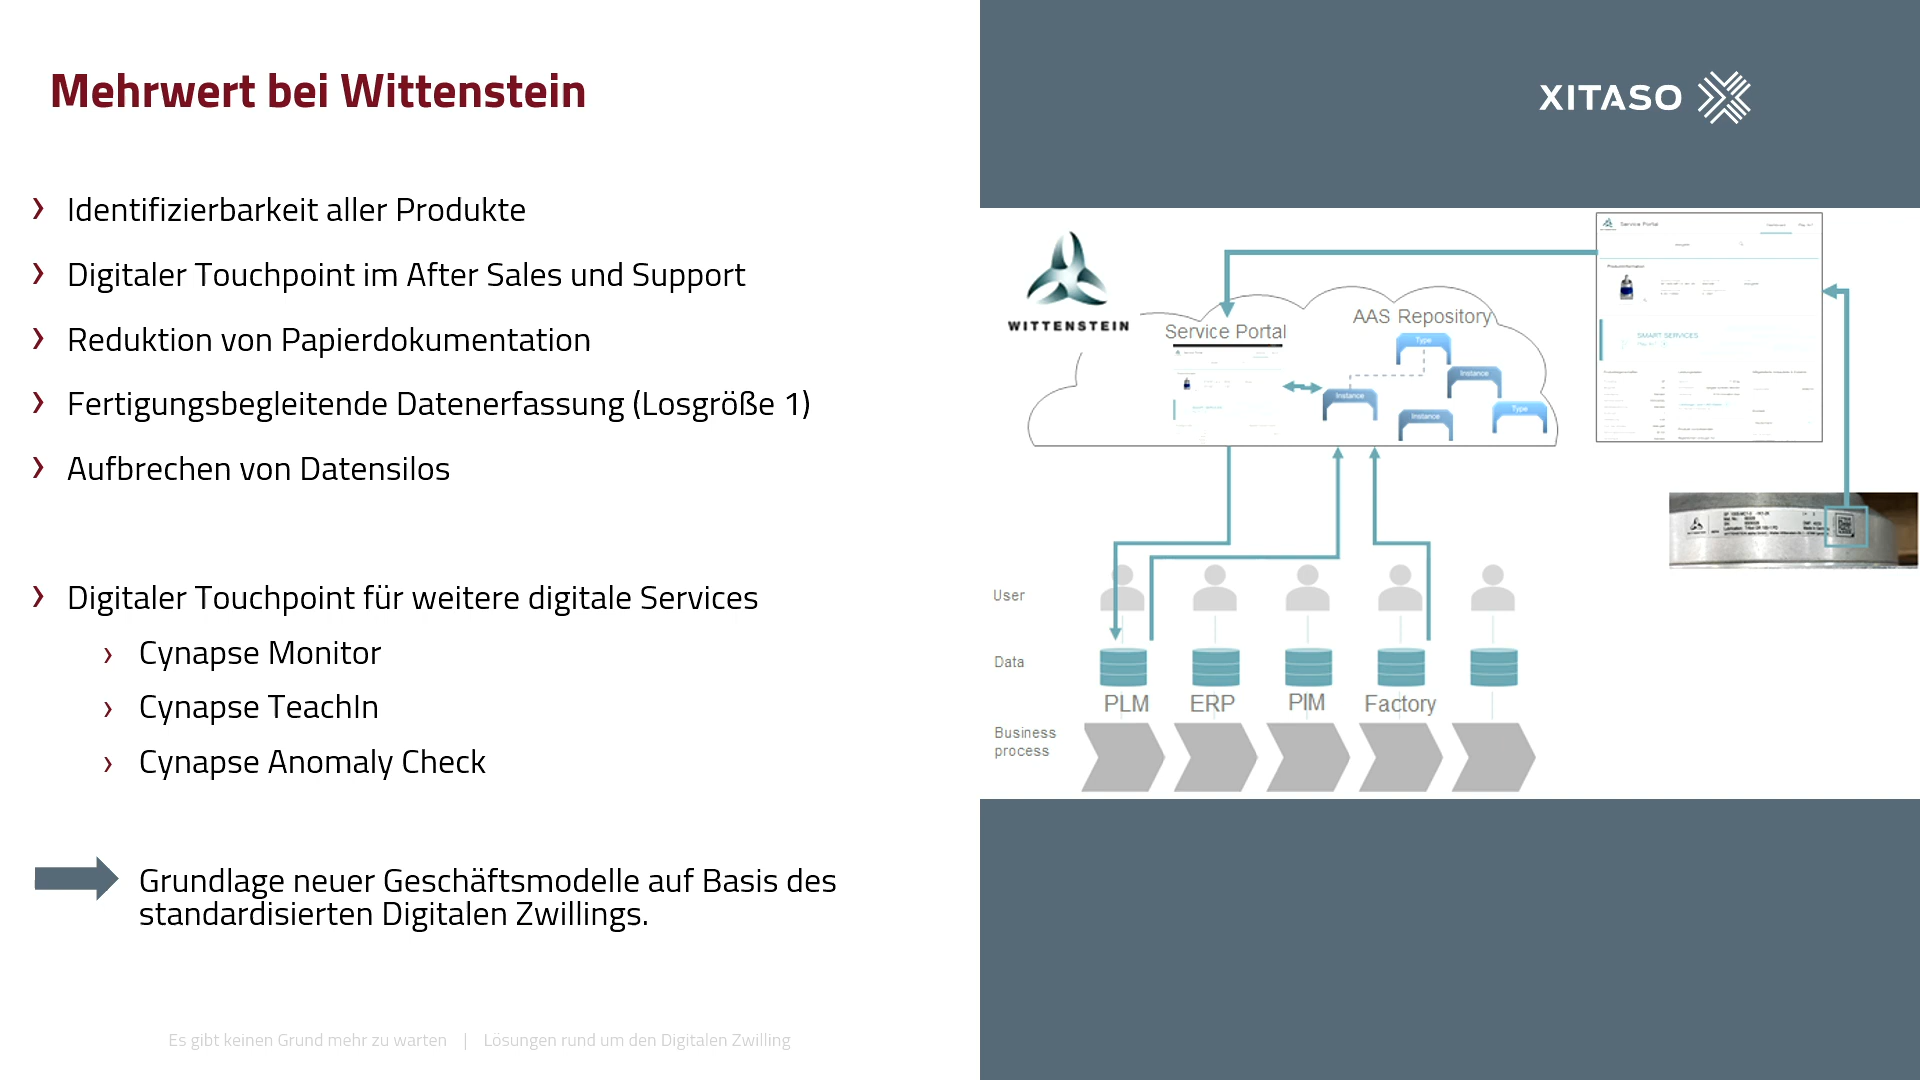 Mehrwert bei Wittenstein
XITASO
Identifizierbarkeit aller Produkte
Digitaler Touchpoint im After Sales und Support
Reduktion von Papierdokumentation
Fertigungsbegleitende Datenerfassung (Losgröße 1)
Aufbrechen von Datensilos
Digitaler Touchpoint für weitere digitale Services
Cynapse Monitor
Cynapse TeachIn
Cynapse Anomaly Check
Grundlage neuer Geschäftsmodelle auf Basis des
standardisierten Digitalen Zwillings.
WITTENSTEIN
Service Portal
AAS Repository
Type
Instance
Instance
Instance
Type
Service Portal
SMART SERVICES
User
Data
PLM
ERP
PIM
Factory
Business
process
Es gibt keinen Grund mehr zu warten | Lösungen rund um den Digitalen Zwilling